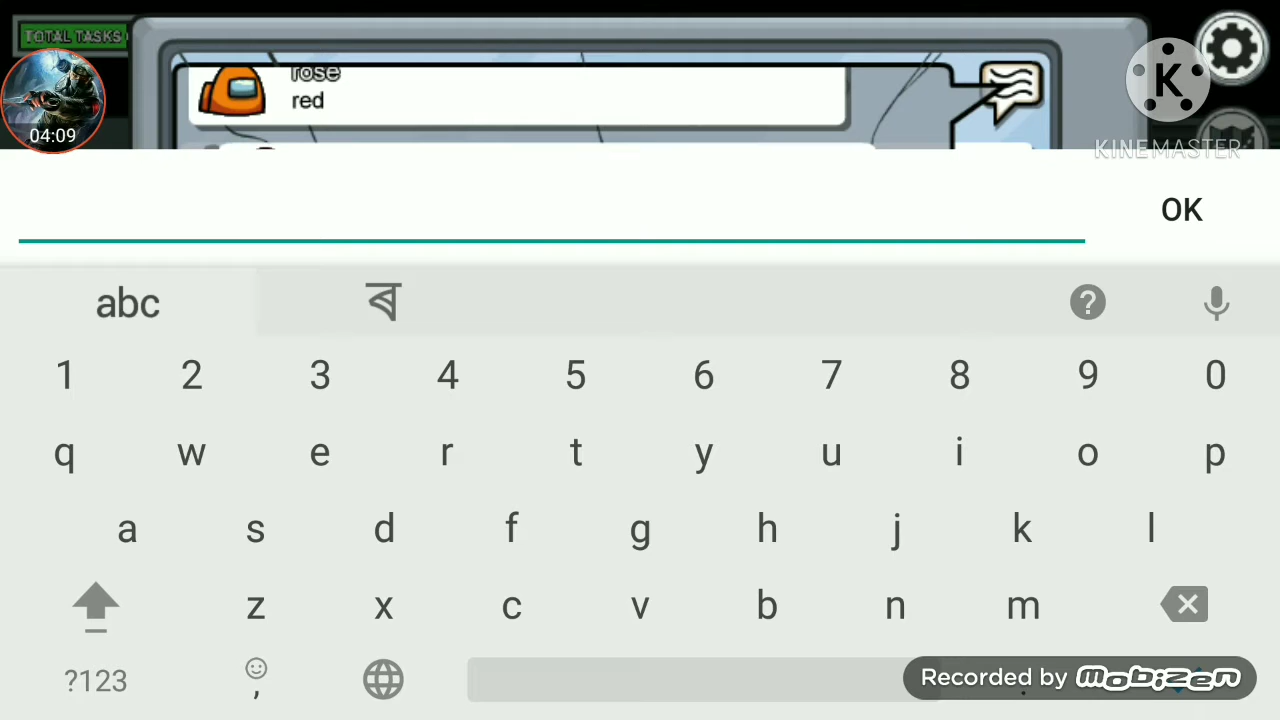 TOTAL TASKS
rose
red
04:09
K
KINEMASTER
OK
abc
ব
1 2 3 4 5 6 7 8 9 0
q w e r t y u i o p
a s d f g h j k l
z x c v b n m
?123 , .
Recorded by mobizen